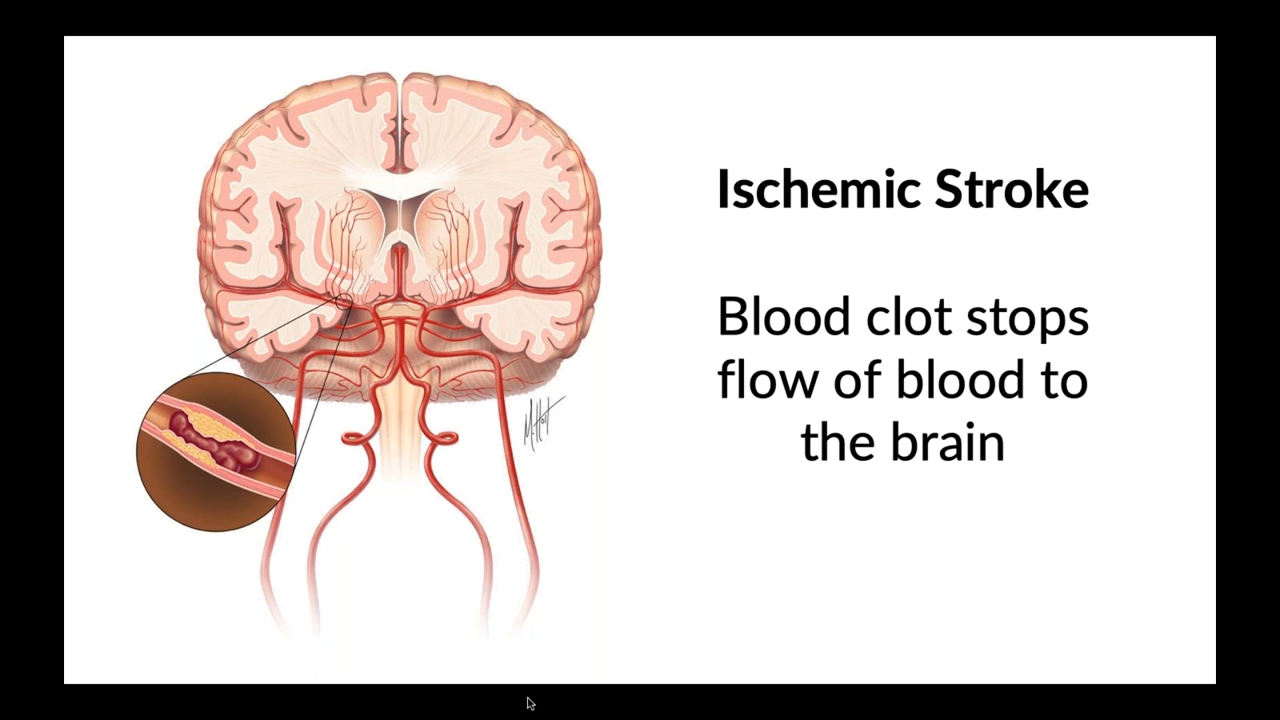 Ischemic Stroke
Blood clot stops
flow of blood to
the brain